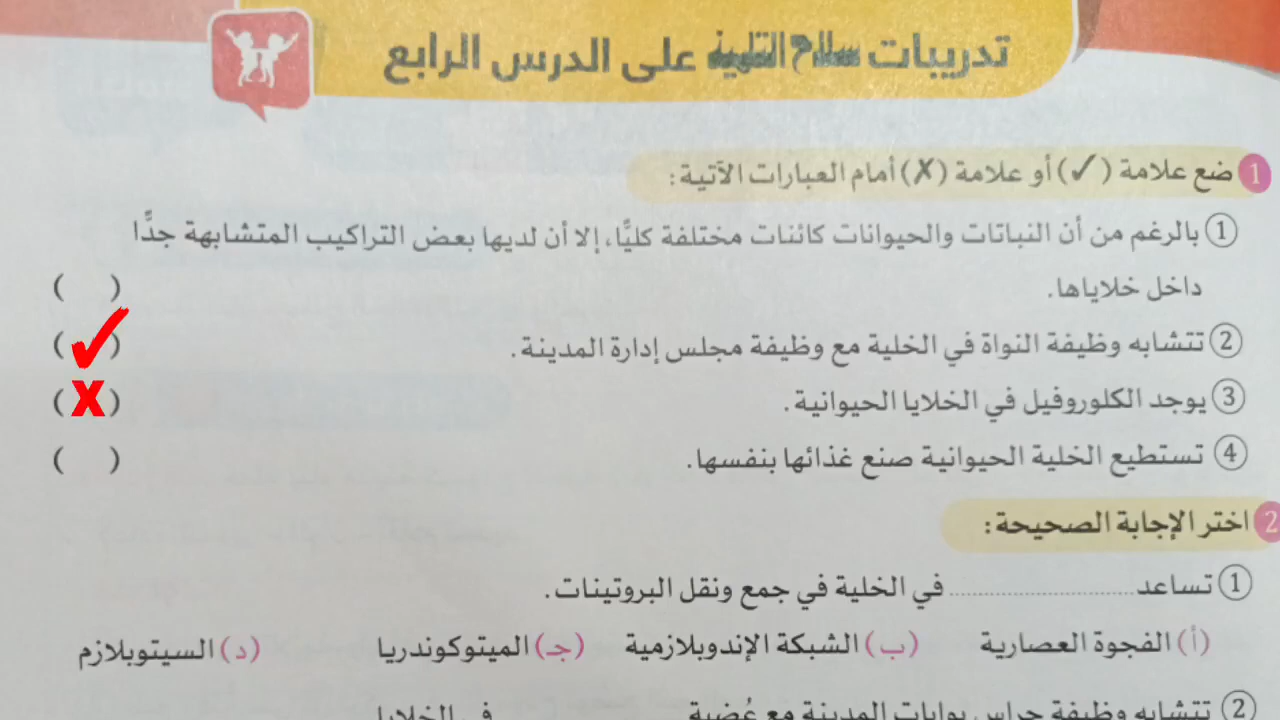 تدريبات سلاح التلميذ على الدرس الرابع
1 ضع علامة (✓) أو علامة (✗) أمام العبارات الآتية:
① بالرغم من أن النباتات والحيوانات كائنات مختلفة كليًّا، إلا أن لديها بعض التراكيب المتشابهة جدًّا
داخل خلاياها. ( )
② تتشابه وظيفة النواة في الخلية مع وظيفة مجلس إدارة المدينة. (✓)
③ يوجد الكلوروفيل في الخلايا الحيوانية. (X)
④ تستطيع الخلية الحيوانية صنع غذائها بنفسها. ( )
2 اختر الإجابة الصحيحة:
① تساعد ........................ في الخلية في جمع ونقل البروتينات.
(أ) الفجوة العصارية (ب) الشبكة الإندوبلازمية (جـ) الميتوكوندريا (د) السيتوبلازم
② تتشابه وظيفة حراس بوابات المدينة مع عُضية في الخلايا